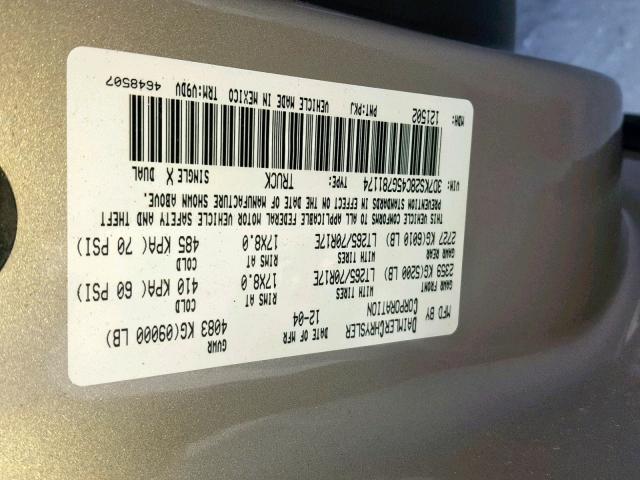 MFD BY DAIMLERCHRYSLER CORPORATION
DATE OF MFR 12-04
GVWR 4083 KG(09000 LB)
GAWR FRONT WITH TIRES RIMS AT COLD
2359 KG(5200 LB) LT265/70R17E 17X8.0 410 KPA( 60 PSI)
GAWR REAR WITH TIRES RIMS AT COLD
2727 KG(6010 LB) LT265/70R17E 17X8.0 485 KPA( 70 PSI)
THIS VEHICLE CONFORMS TO ALL APPLICABLE FEDERAL MOTOR VEHICLE SAFETY AND THEFT
PREVENTION STANDARDS IN EFFECT ON THE DATE OF MANUFACTURE SHOWN ABOVE.
VIN: 3D7KS28C45G781174 TYPE: TRUCK SINGLE X DUAL
MDH: 121502 PNT:PKJ VEHICLE MADE IN MEXICO TRM:V9DV 4648507